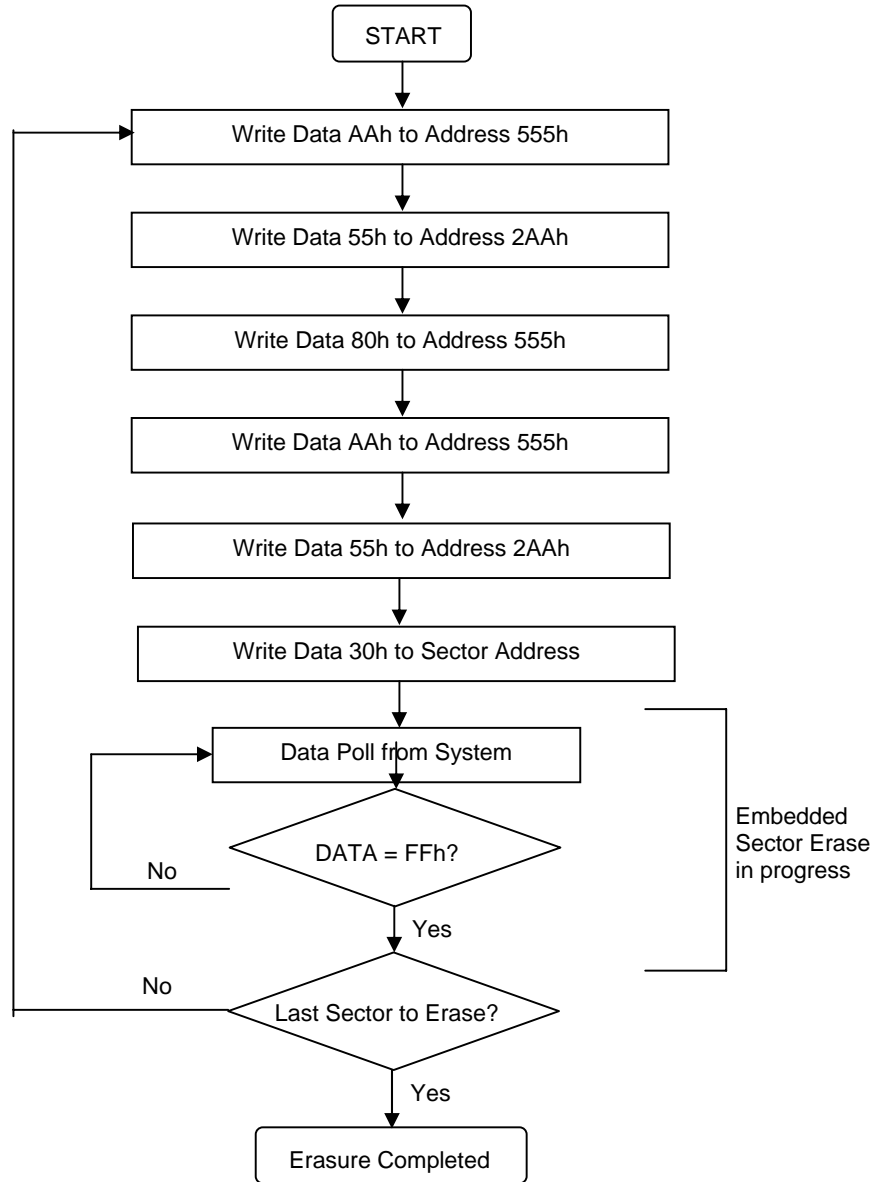 START
Write Data AAh to Address 555h
Write Data 55h to Address 2AAh
Write Data 80h to Address 555h
Write Data AAh to Address 555h
Write Data 55h to Address 2AAh
Write Data 30h to Sector Address
Data Poll from System
DATA = FFh?
No
Yes
Embedded
Sector Erase
in progress
Last Sector to Erase?
No
Yes
Erasure Completed